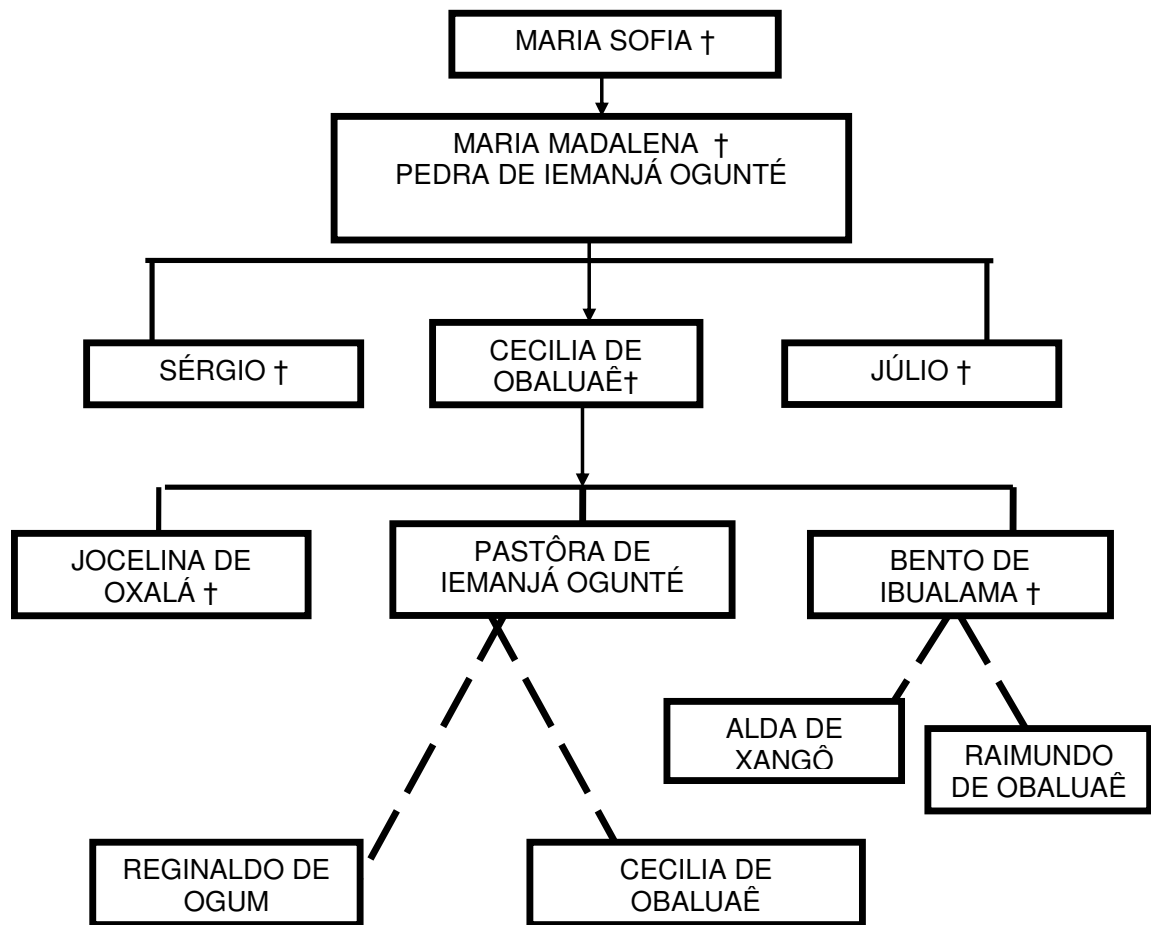 MARIA SOFIA †
MARIA MADALENA †
PEDRA DE IEMANJÁ OGUNTÉ
SÉRGIO †
CECILIA DE
OBALUAÊ†
JÚLIO †
JOCELINA DE
OXALÁ †
PASTÔRA DE
IEMANJÁ OGUNTÉ
BENTO DE
IBUALAMA †
ALDA DE
XANGÔ
RAIMUNDO
DE OBALUAÊ
REGINALDO DE
OGUM
CECILIA DE
OBALUAÊ